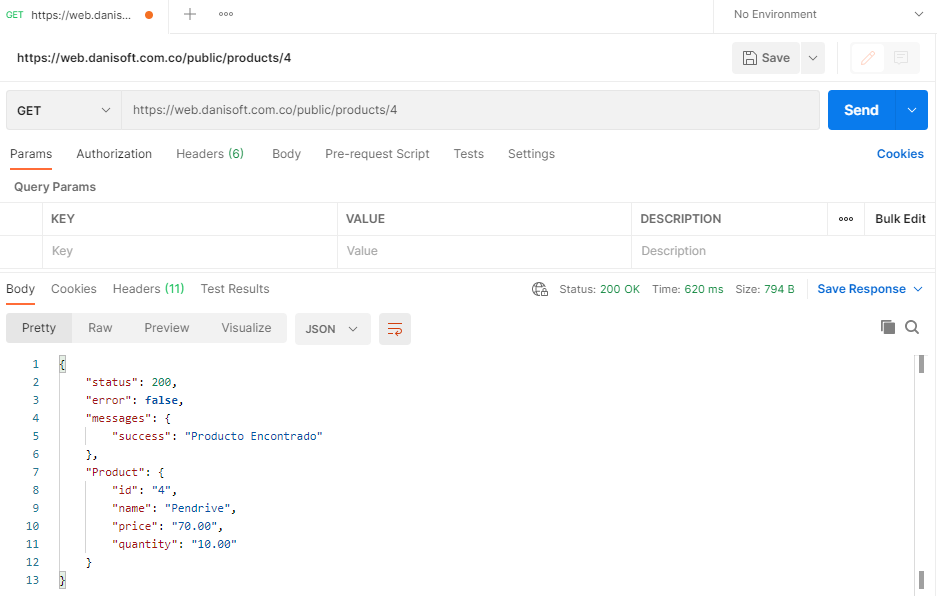 GET https://web.danis... No Environment
https://web.danisoft.com.co/public/products/4 Save
GET https://web.danisoft.com.co/public/products/4 Send
Params Authorization Headers (6) Body Pre-request Script Tests Settings Cookies
Query Params
KEY VALUE DESCRIPTION Bulk Edit
Key Value Description
Body Cookies Headers (11) Test Results Status: 200 OK Time: 620 ms Size: 794 B Save Response
Pretty Raw Preview Visualize JSON
1 {
2 "status": 200,
3 "error": false,
4 "messages": {
5 "success": "Producto Encontrado"
6 },
7 "Product": {
8 "id": "4",
9 "name": "Pendrive",
10 "price": "70.00",
11 "quantity": "10.00"
12 }
13 }